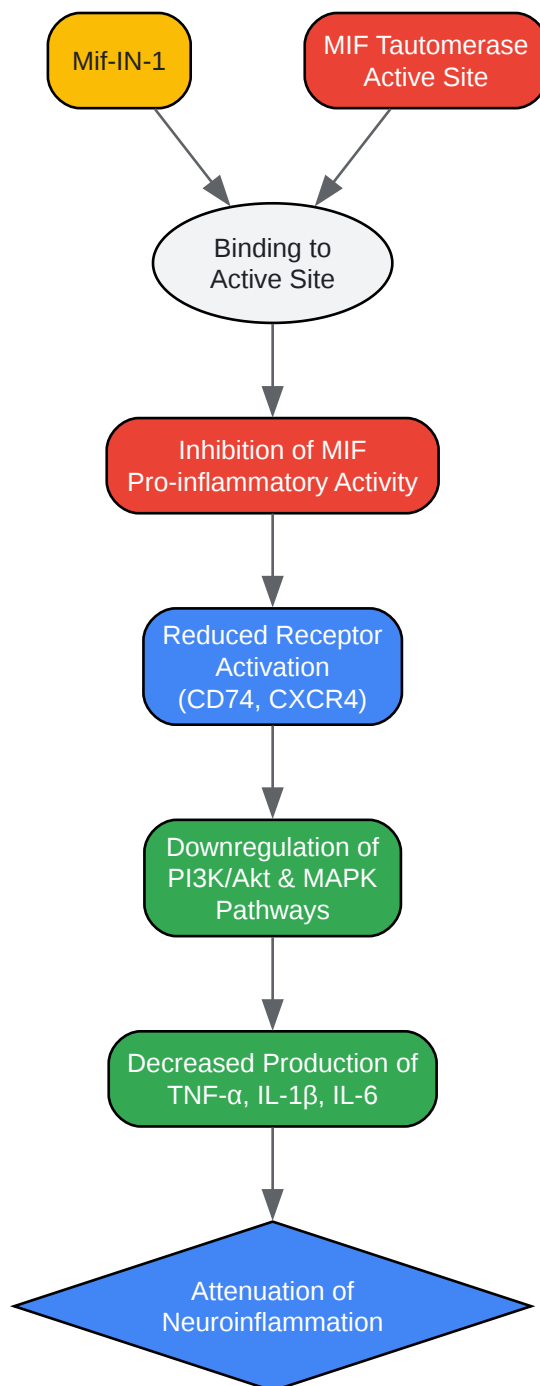 Mif-IN-1
MIF Tautomerase
Active Site
Binding to
Active Site
Inhibition of MIF
Pro-inflammatory Activity
Reduced Receptor
Activation
(CD74, CXCR4)
Downregulation of
PI3K/Akt & MAPK
Pathways
Decreased Production of
TNF-α, IL-1β, IL-6
Attenuation of
Neuroinflammation